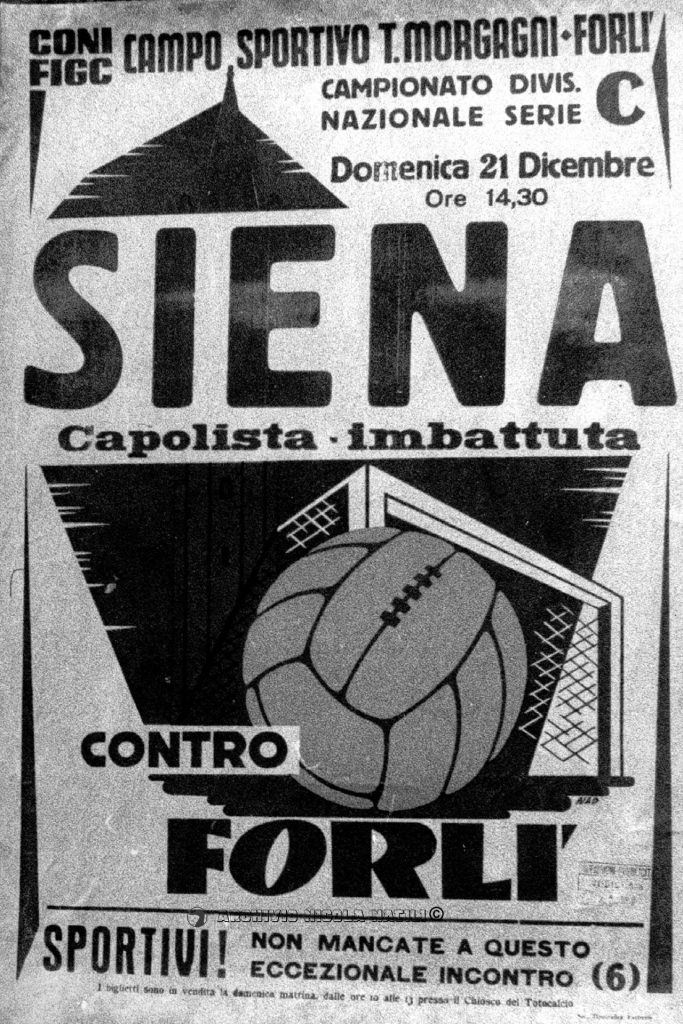 CONI
FIGC
CAMPO SPORTIVO T. MORGAGNI • FORLÌ
CAMPIONATO DIVIS.
NAZIONALE SERIE C
Domenica 21 Dicembre
Ore 14,30
SIENA
Capolista - imbattuta
CONTRO
FORLI'
SPORTIVI!
NON MANCATE A QUESTO
ECCEZIONALE INCONTRO (6)
I biglietti sono in vendita la domenica mattina, dalle ore 10 alle 13 presso il Chiosco del Totocalcio